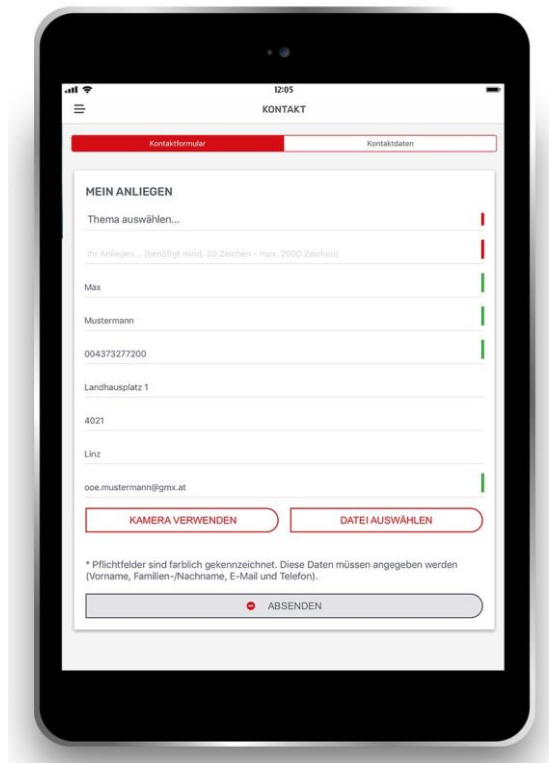 12:05
KONTAKT
Kontaktformular
Kontaktdaten
MEIN ANLIEGEN
Thema auswählen...
Ihr Anliegen... (benötigt mind. 20 Zeichen - max. 2000 Zeichen)
Max
Mustermann
004373277200
Landhausplatz 1
4021
Linz
ooe.mustermann@gmx.at
KAMERA VERWENDEN
DATEI AUSWÄHLEN
* Pflichtfelder sind farblich gekennzeichnet. Diese Daten müssen angegeben werden
(Vorname, Familien-/Nachname, E-Mail und Telefon).
ABSENDEN